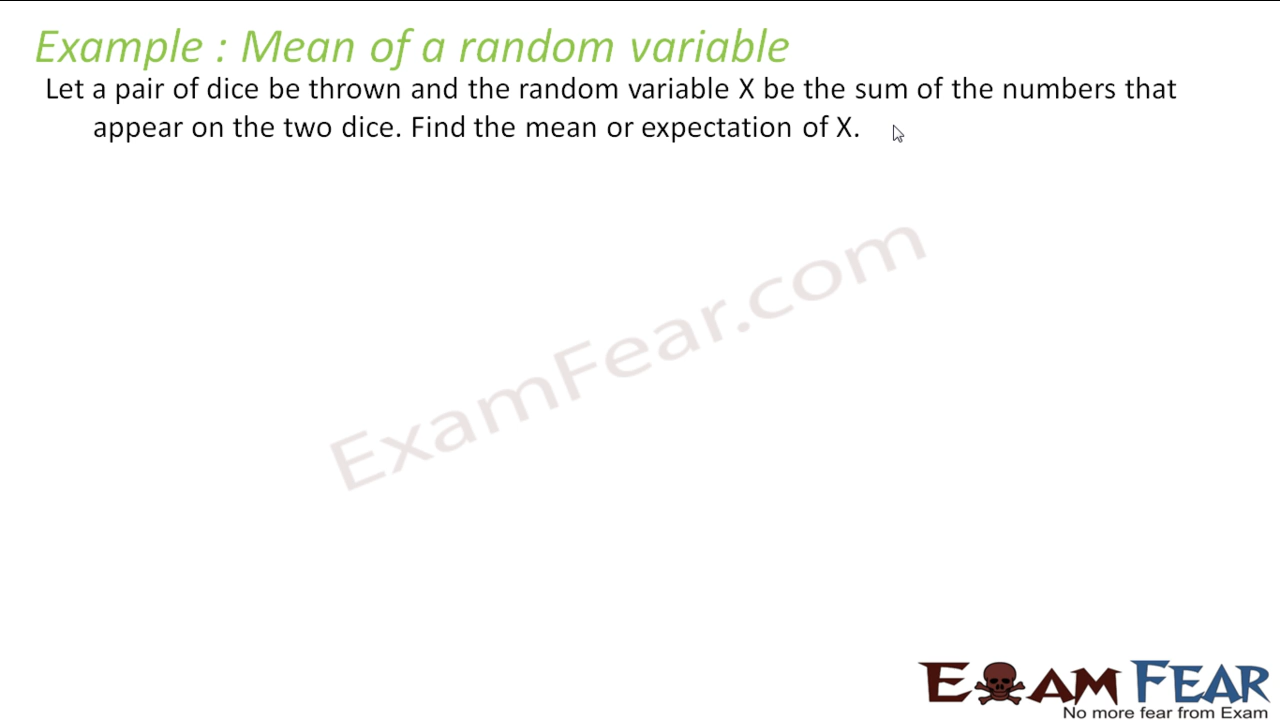 Example : Mean of a random variable
Let a pair of dice be thrown and the random variable X be the sum of the numbers that
appear on the two dice. Find the mean or expectation of X.
ExamFear.com
EXAM FEAR
No more fear from Exam